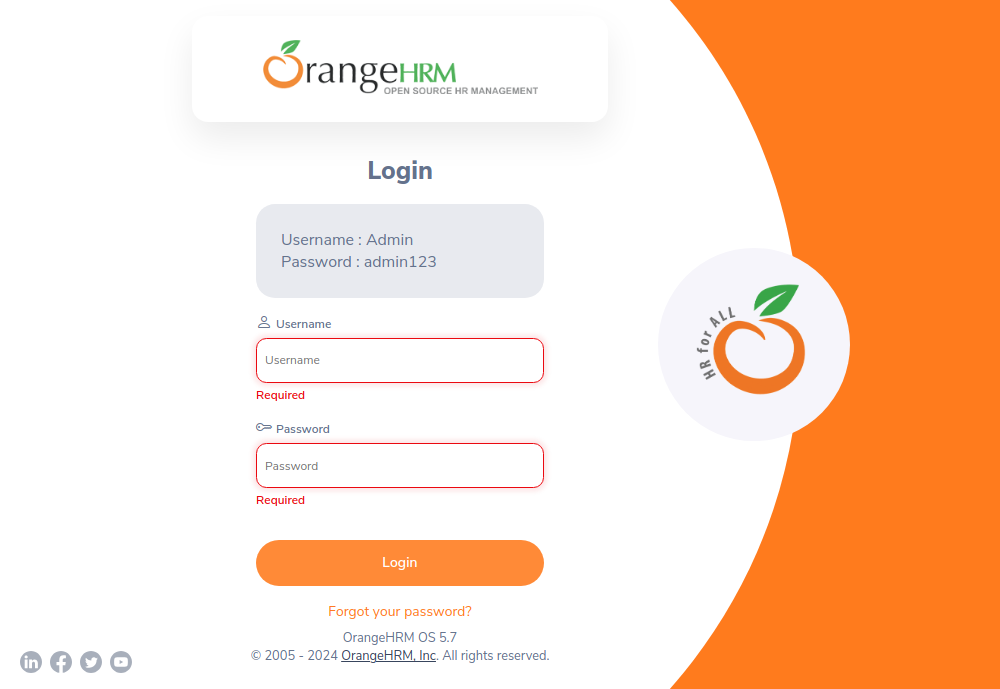 OrangeHRM
OPEN SOURCE HR MANAGEMENT
Login
Username : Admin
Password : admin123
Username
Username
Required
Password
Password
Required
Login
Forgot your password?
OrangeHRM OS 5.7
© 2005 - 2024 OrangeHRM, Inc. All rights reserved.
HR for ALL